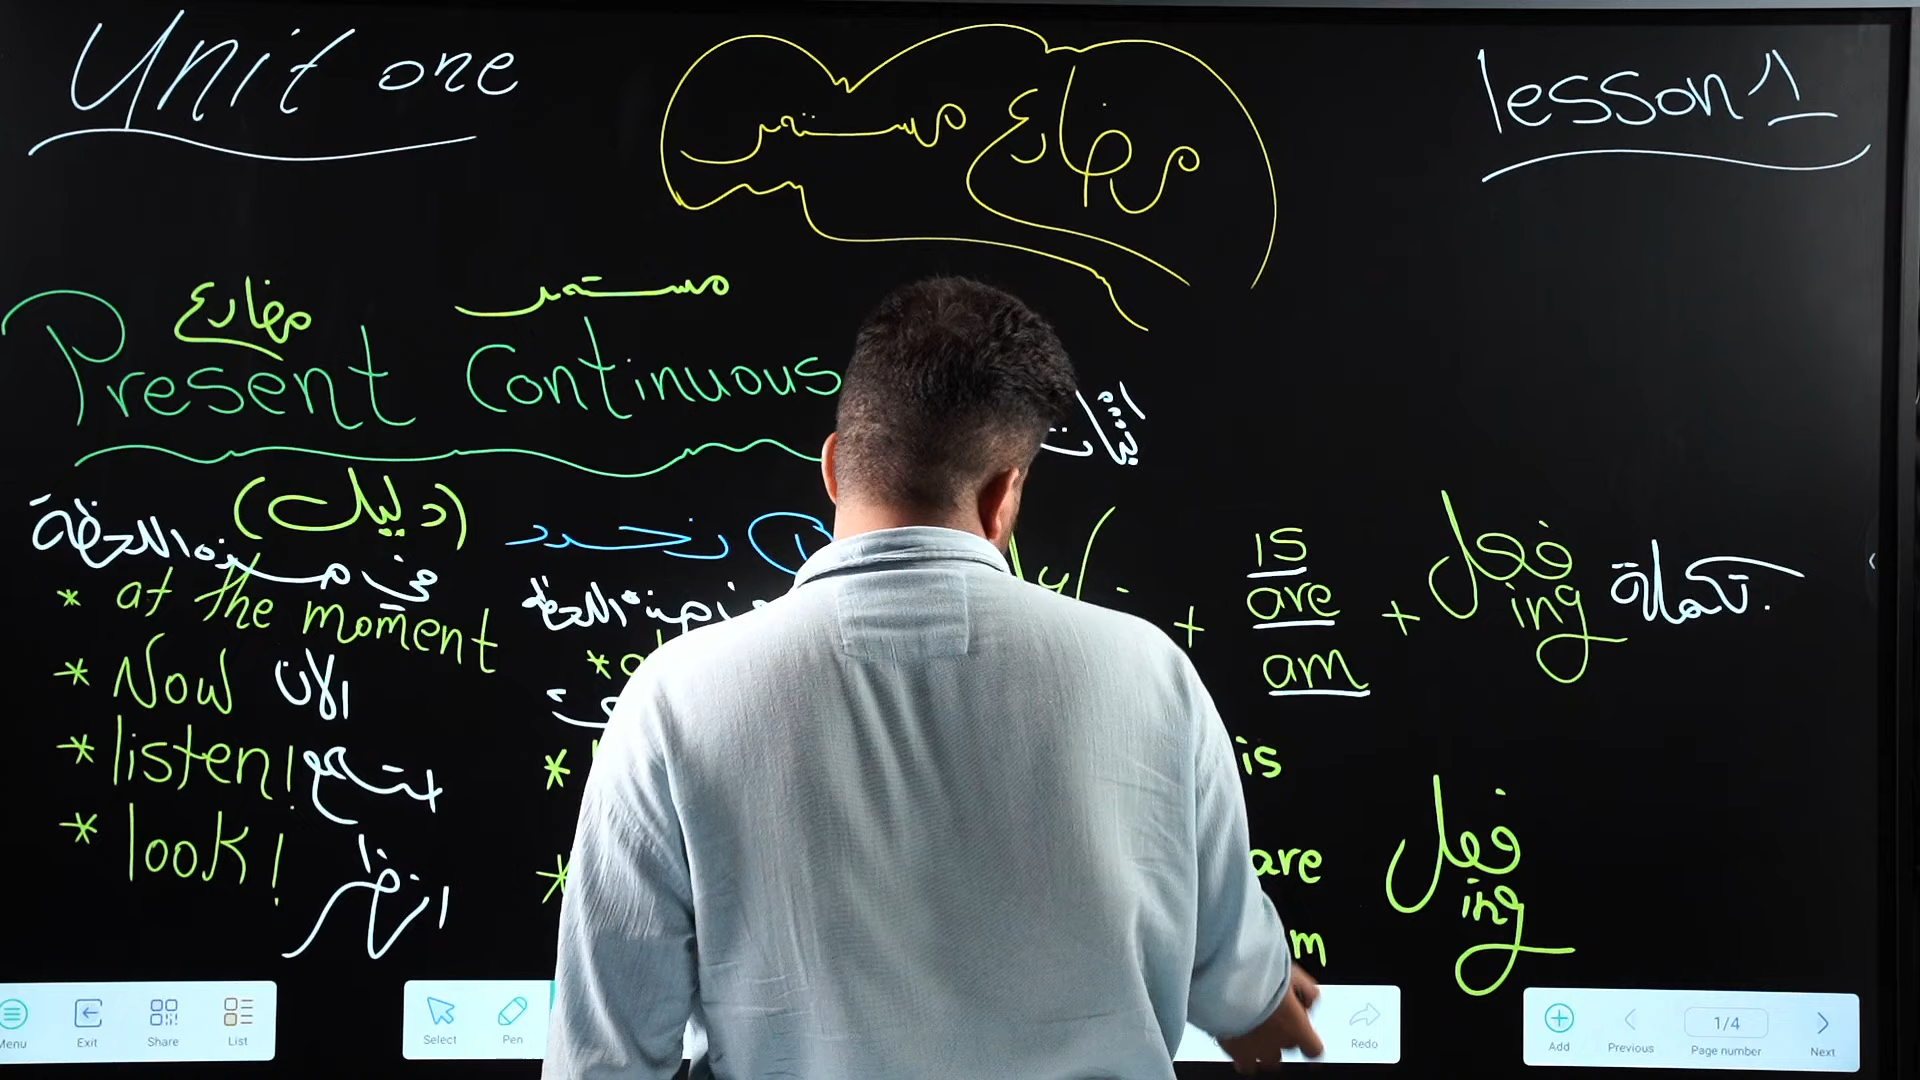 Unit one
مضارع مستمر
lesson 1
مضارع مستمر
Present Continuous
اثبات
(دليل)
نحدد
في هذه اللحظة
* at the moment
* Now الان
* listen! استمع
* look! انظر
+ is are am + فعل ing تكملة
is
are
فعل ing
Menu
Exit
Share
List
Select
Pen
Redo
Add
Previous
1/4
Page number
Next